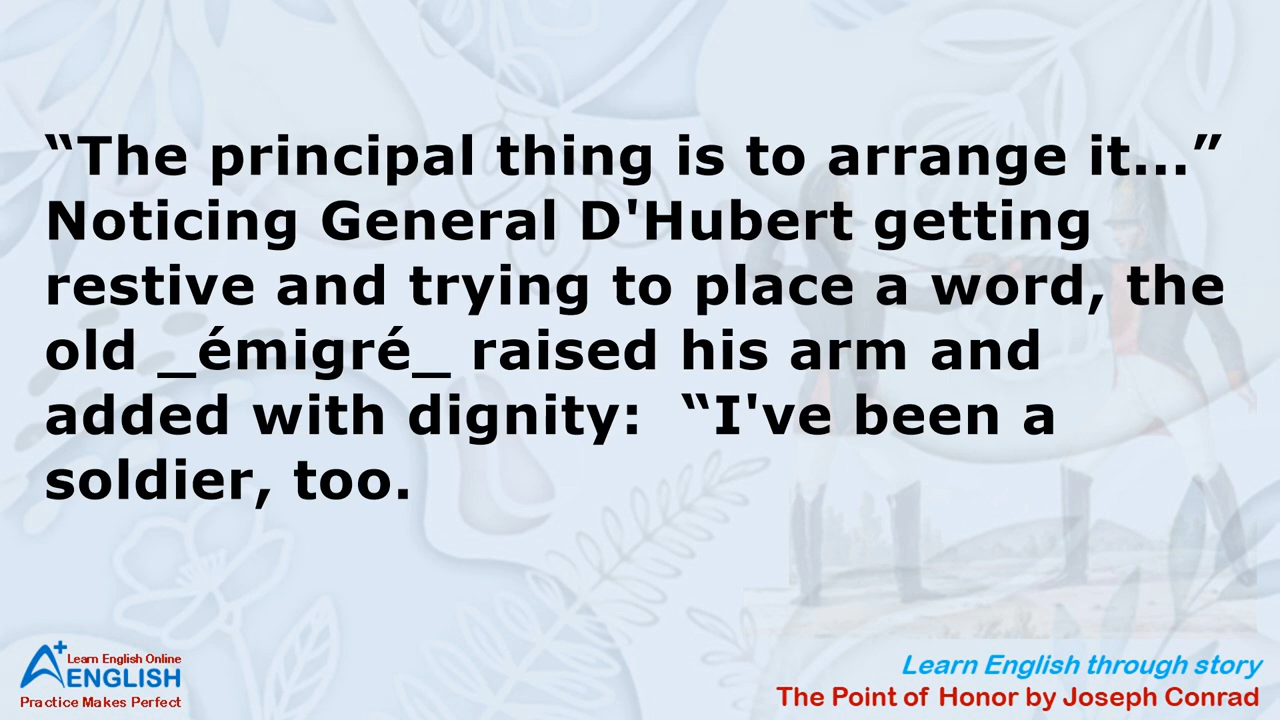 “The principal thing is to arrange it...”
Noticing General D'Hubert getting
restive and trying to place a word, the
old _émigré_ raised his arm and
added with dignity:  “I've been a
soldier, too.
A+
Learn English Online
ENGLISH
Practice Makes Perfect
Learn English through story
The Point of Honor by Joseph Conrad